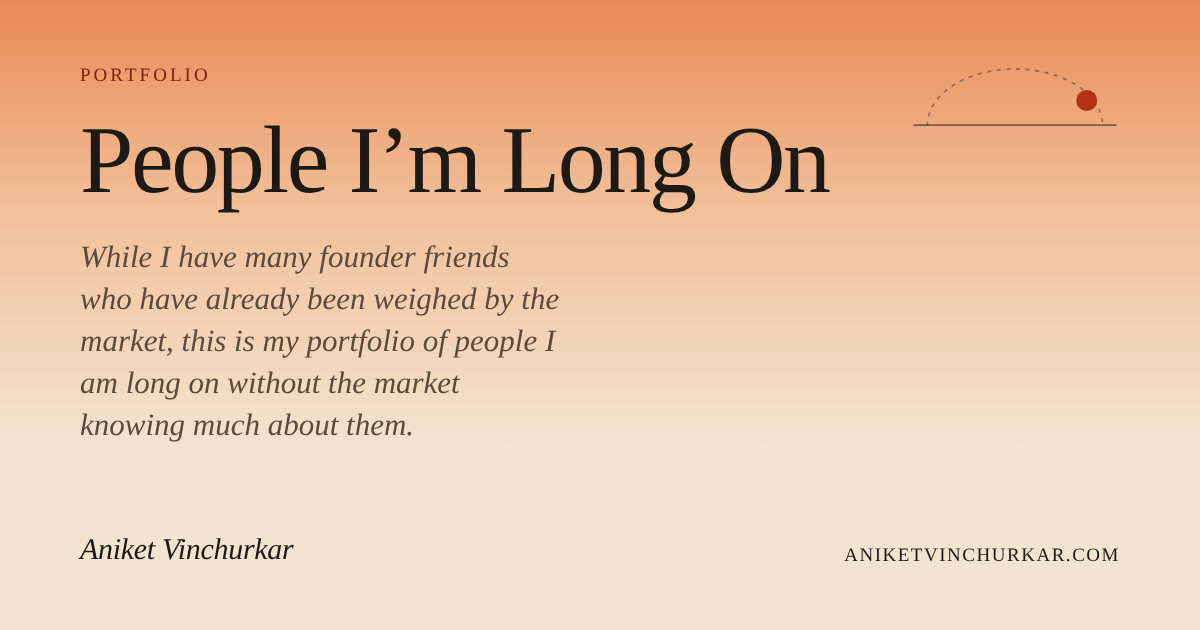 PORTFOLIO
People I’m Long On
While I have many founder friends
who have already been weighed by the
market, this is my portfolio of people I
am long on without the market
knowing much about them.
Aniket Vinchurkar
ANIKETVINCHURKAR.COM